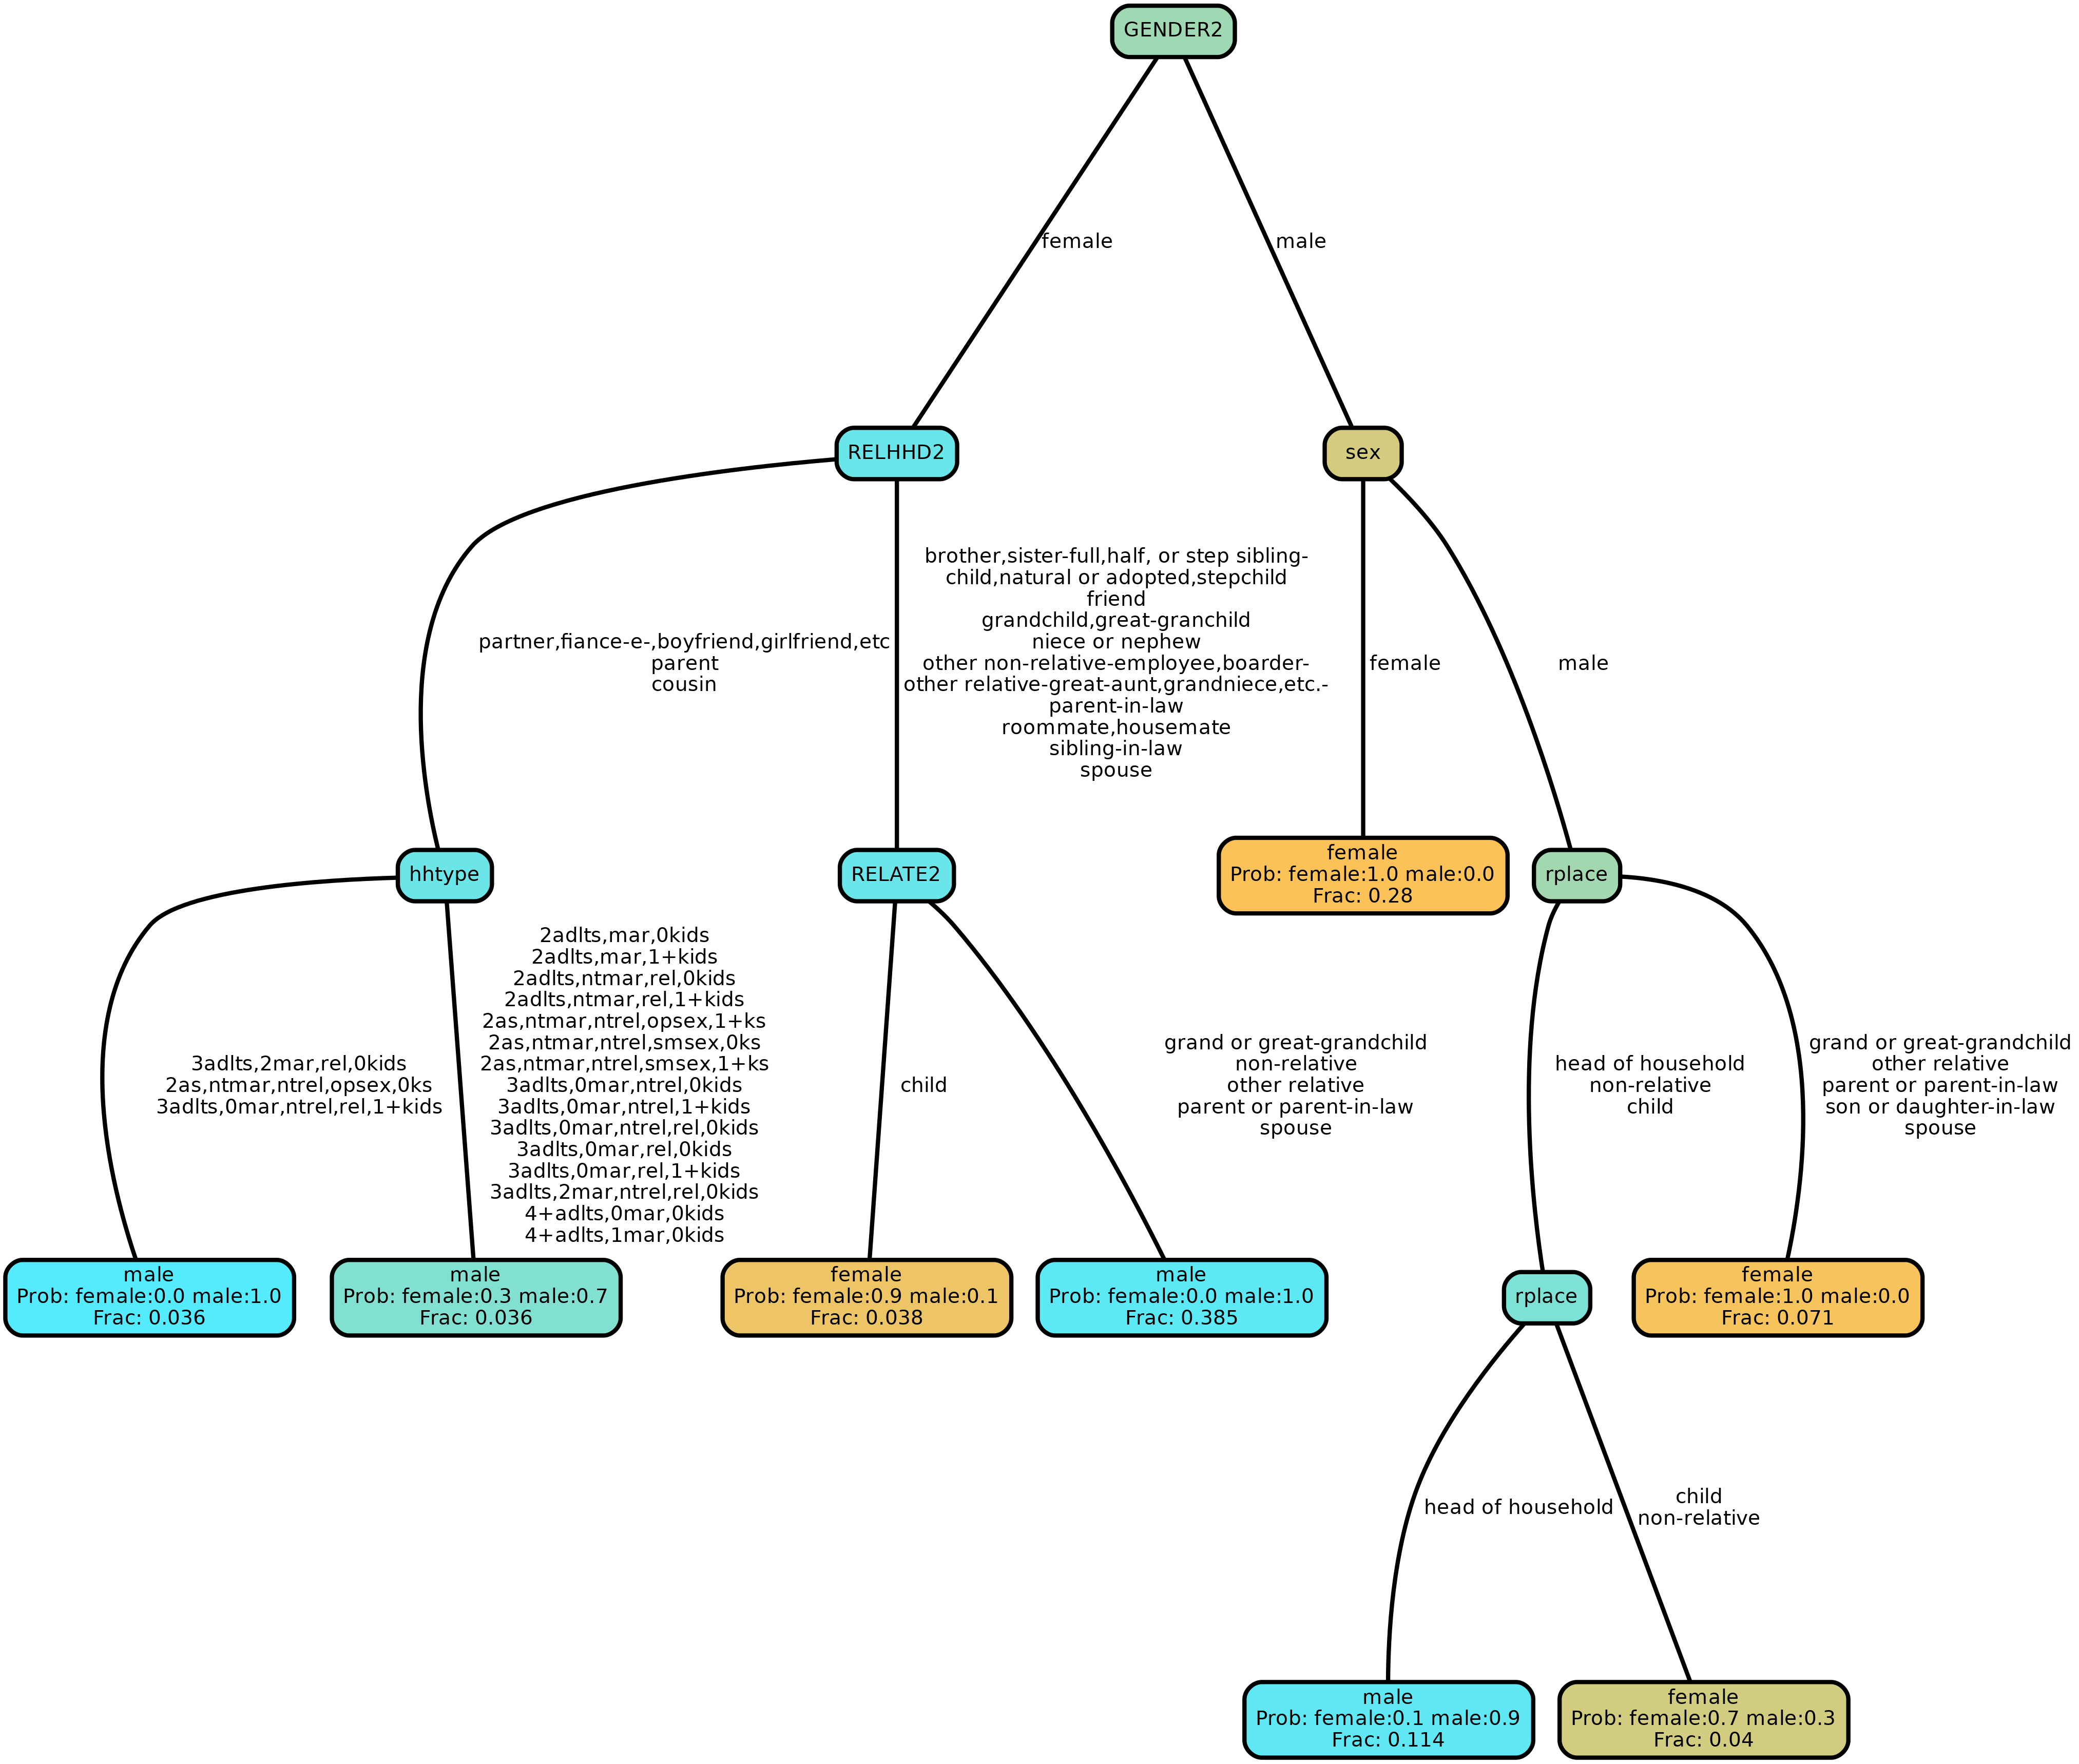 GENDER2
female
male
RELHHD2
sex
partner,fiance-e-,boyfriend,girlfriend,etc
parent
cousin
brother,sister-full,half, or step sibling-
child,natural or adopted,stepchild
friend
grandchild,great-granchild
niece or nephew
other non-relative-employee,boarder-
other relative-great-aunt,grandniece,etc.-
parent-in-law
roommate,housemate
sibling-in-law
spouse
female
male
hhtype
RELATE2
female
Prob: female:1.0 male:0.0
Frac: 0.28
rplace
3adlts,2mar,rel,0kids
2as,ntmar,ntrel,opsex,0ks
3adlts,0mar,ntrel,rel,1+kids
2adlts,mar,0kids
2adlts,mar,1+kids
2adlts,ntmar,rel,0kids
2adlts,ntmar,rel,1+kids
2as,ntmar,ntrel,opsex,1+ks
2as,ntmar,ntrel,smsex,0ks
2as,ntmar,ntrel,smsex,1+ks
3adlts,0mar,ntrel,0kids
3adlts,0mar,ntrel,1+kids
3adlts,0mar,ntrel,rel,0kids
3adlts,0mar,rel,0kids
3adlts,0mar,rel,1+kids
3adlts,2mar,ntrel,rel,0kids
4+adlts,0mar,0kids
4+adlts,1mar,0kids
child
grand or great-grandchild
non-relative
other relative
parent or parent-in-law
spouse
head of household
non-relative
child
grand or great-grandchild
other relative
parent or parent-in-law
son or daughter-in-law
spouse
male
Prob: female:0.0 male:1.0
Frac: 0.036
male
Prob: female:0.3 male:0.7
Frac: 0.036
female
Prob: female:0.9 male:0.1
Frac: 0.038
male
Prob: female:0.0 male:1.0
Frac: 0.385
rplace
female
Prob: female:1.0 male:0.0
Frac: 0.071
head of household
child
non-relative
male
Prob: female:0.1 male:0.9
Frac: 0.114
female
Prob: female:0.7 male:0.3
Frac: 0.04